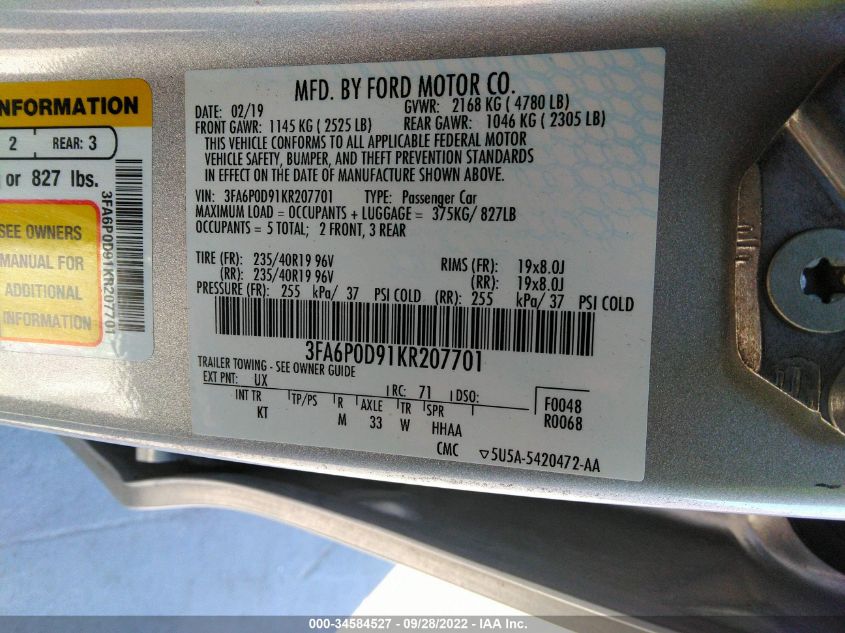 INFORMATION
2 REAR: 3
or 827 lbs.
SEE OWNERS
MANUAL FOR
ADDITIONAL
INFORMATION
3FA6P0D91KR207701
MFD. BY FORD MOTOR CO.
DATE: 02/19 GVWR: 2168 KG ( 4780 LB)
FRONT GAWR: 1145 KG ( 2525 LB) REAR GAWR: 1046 KG ( 2305 LB)
THIS VEHICLE CONFORMS TO ALL APPLICABLE FEDERAL MOTOR
VEHICLE SAFETY, BUMPER, AND THEFT PREVENTION STANDARDS
IN EFFECT ON THE DATE OF MANUFACTURE SHOWN ABOVE.
VIN: 3FA6P0D91KR207701 TYPE: Passenger Car
MAXIMUM LOAD = OCCUPANTS + LUGGAGE = 375KG/ 827LB
OCCUPANTS = 5 TOTAL; 2 FRONT, 3 REAR
TIRE (FR): 235/40R19 96V RIMS (FR): 19x8.0J
(RR): 235/40R19 96V (RR): 19x8.0J
PRESSURE (FR): 255 kPa/ 37 PSI COLD (RR): 255 kPa/ 37 PSI COLD
3FA6P0D91KR207701
TRAILER TOWING - SEE OWNER GUIDE
EXT PNT: UX RC: 71 DSO:
INT TR TP/PS R AXLE TR SPR F0048
KT M 33 W HHAA R0068
CMC ▽5U5A-5420472-AA
000-34584527 - 09/28/2022 - IAA Inc.